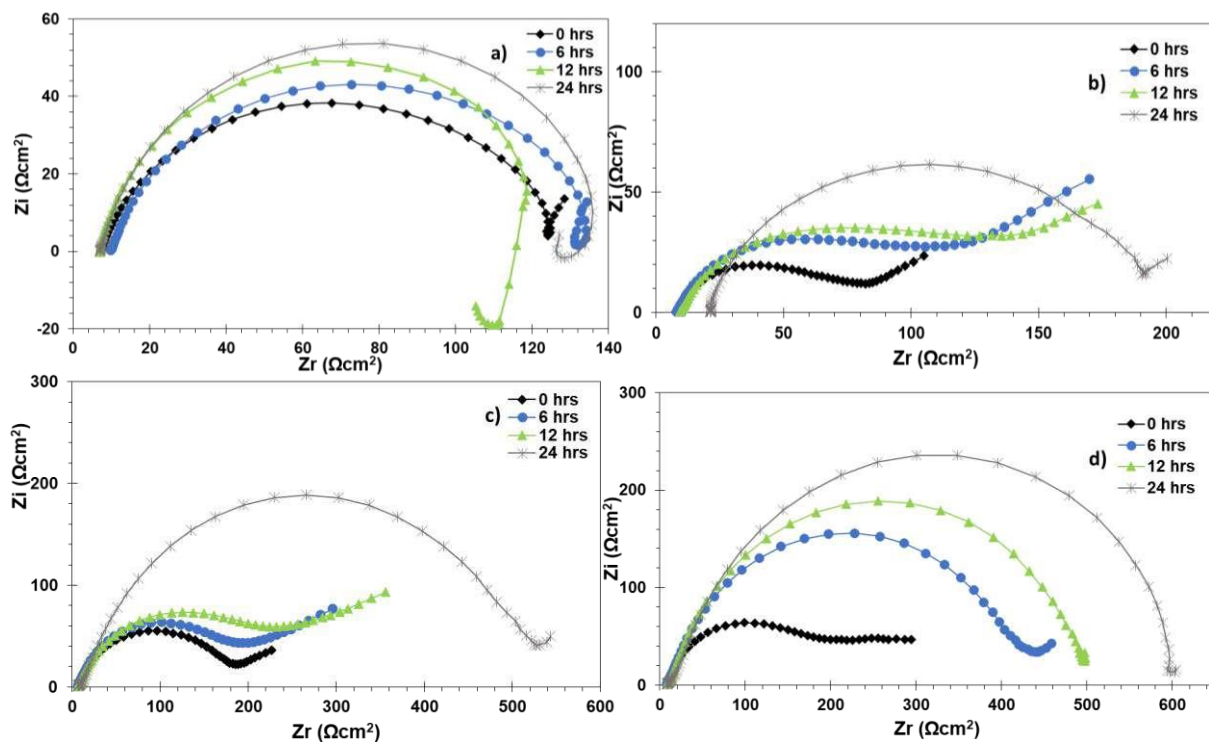 60
40
20
0
-20
Zi (Ωcm²)
0 20 40 60 80 100 120 140
Zr (Ωcm²)
a)
0 hrs
6 hrs
12 hrs
24 hrs
100
50
0
Zi (Ωcm²)
0 50 100 150 200
Zr (Ωcm²)
b)
0 hrs
6 hrs
12 hrs
24 hrs
300
200
100
0
Zi (Ωcm²)
0 100 200 300 400 500 600
Zr (Ωcm²)
c)
0 hrs
6 hrs
12 hrs
24 hrs
300
200
100
0
Zi (Ωcm²)
0 100 200 300 400 500 600
Zr (Ωcm²)
d)
0 hrs
6 hrs
12 hrs
24 hrs